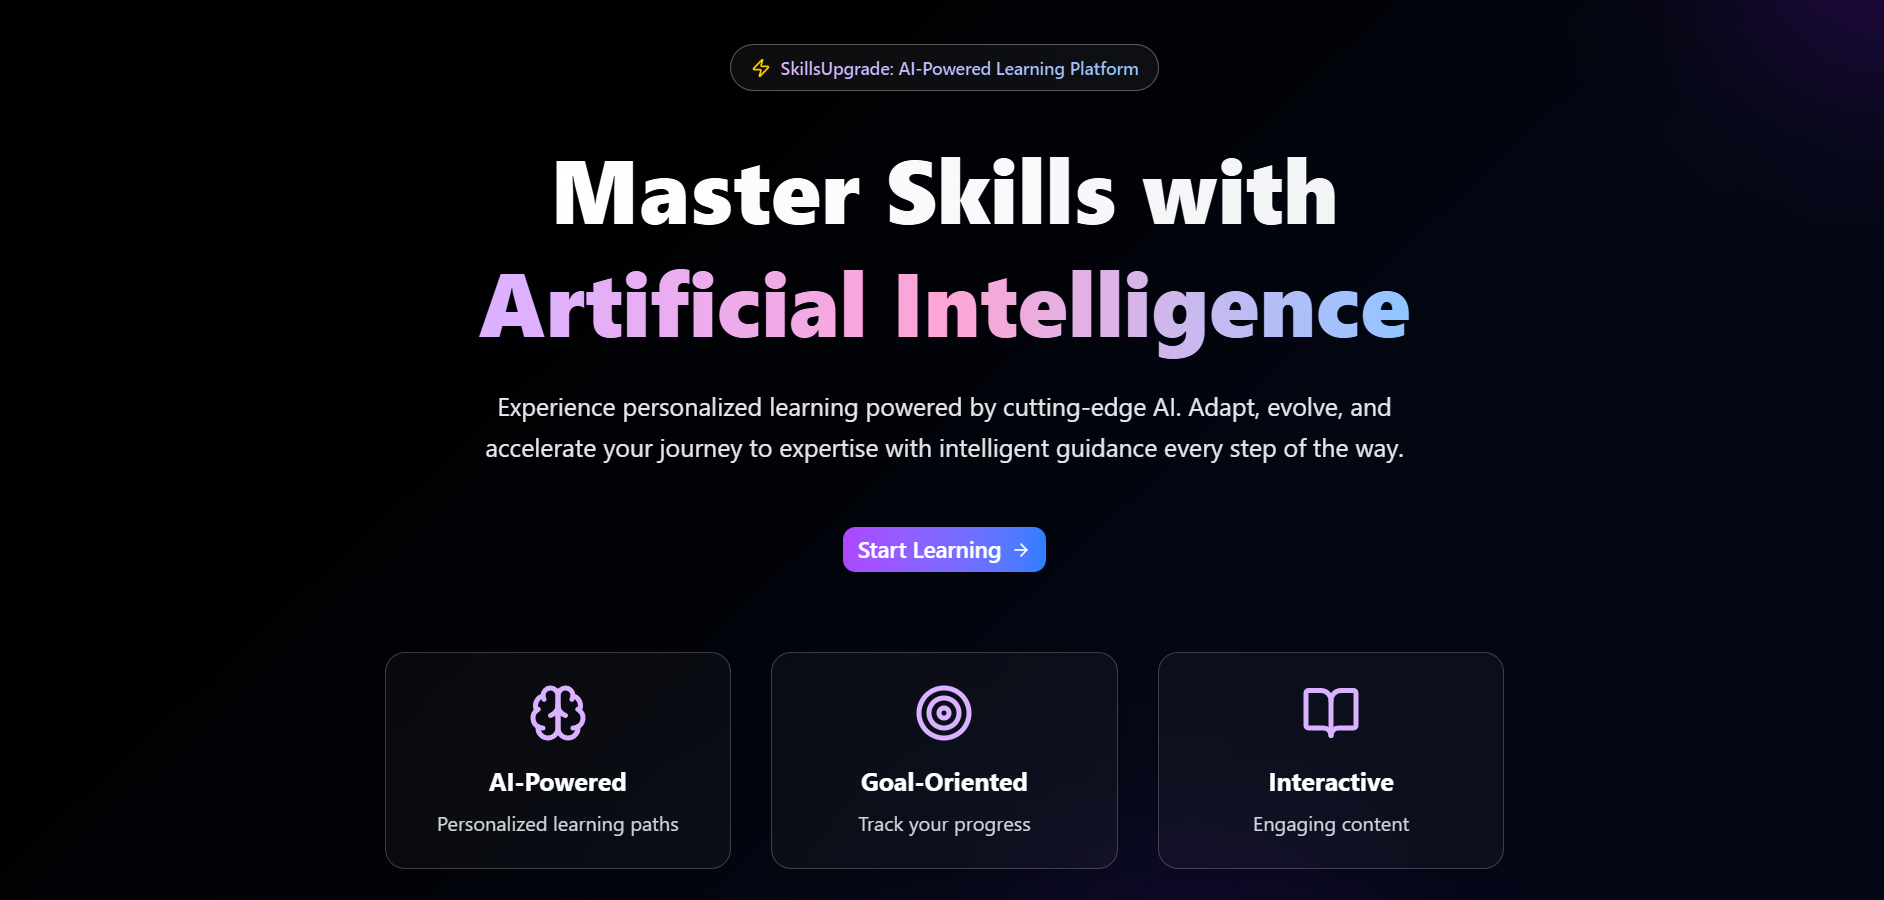 SkillsUpgrade: AI-Powered Learning Platform
Master Skills with
Artificial Intelligence
Experience personalized learning powered by cutting-edge AI. Adapt, evolve, and
accelerate your journey to expertise with intelligent guidance every step of the way.
Start Learning →
AI-Powered
Personalized learning paths
Goal-Oriented
Track your progress
Interactive
Engaging content